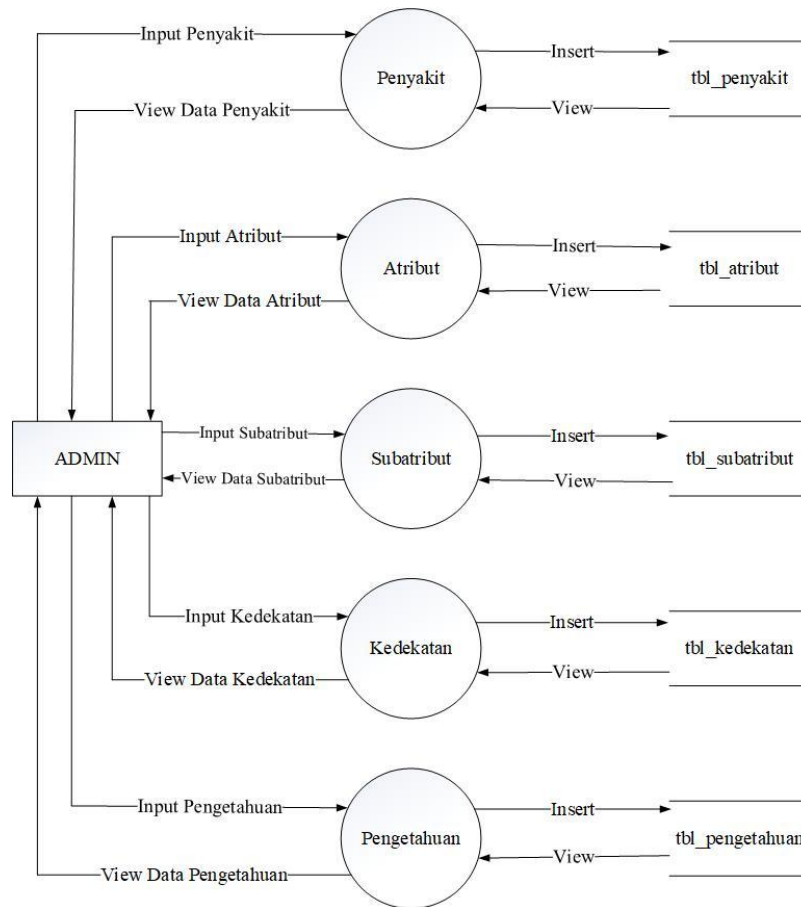 Input Penyakit
Insert
Penyakit
tbl_penyakit
View Data Penyakit
View
Input Atribut
Insert
Atribut
tbl_atribut
View Data Atribut
View
Input Subatribut
Insert
ADMIN
Subatribut
tbl_subatribut
View Data Subatribut
View
Input Kedekatan
Insert
Kedekatan
tbl_kedekatan
View Data Kedekatan
View
Input Pengetahuan
Insert
Pengetahuan
tbl_pengetahuan
View Data Pengetahuan
View